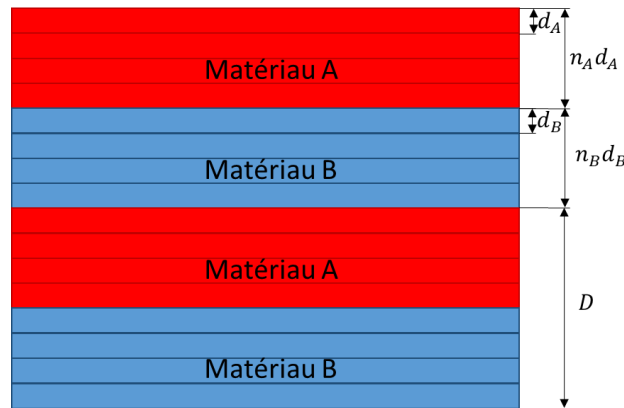 d_A
n_A d_A
Matériau A
d_B
n_B d_B
Matériau B
Matériau A
D
Matériau B